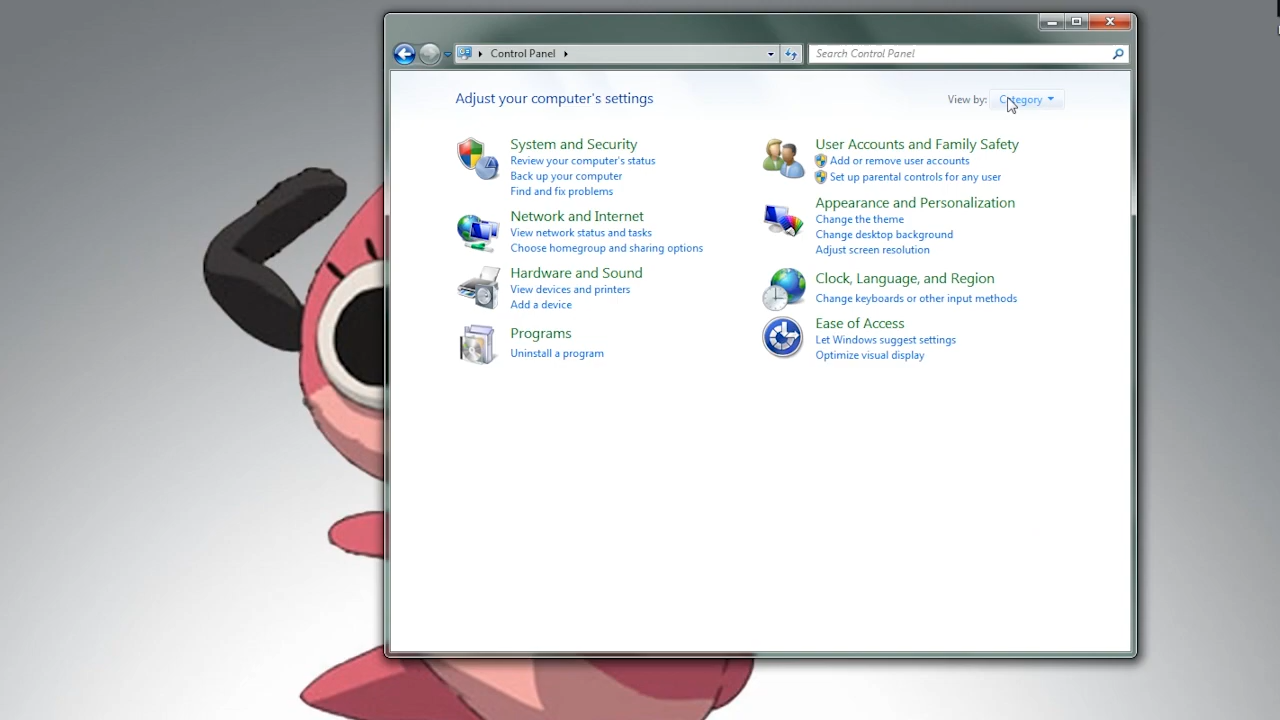 Control Panel
Search Control Panel
Adjust your computer's settings
View by: Category
System and Security
Review your computer's status
Back up your computer
Find and fix problems
Network and Internet
View network status and tasks
Choose homegroup and sharing options
Hardware and Sound
View devices and printers
Add a device
Programs
Uninstall a program
User Accounts and Family Safety
Add or remove user accounts
Set up parental controls for any user
Appearance and Personalization
Change the theme
Change desktop background
Adjust screen resolution
Clock, Language, and Region
Change keyboards or other input methods
Ease of Access
Let Windows suggest settings
Optimize visual display